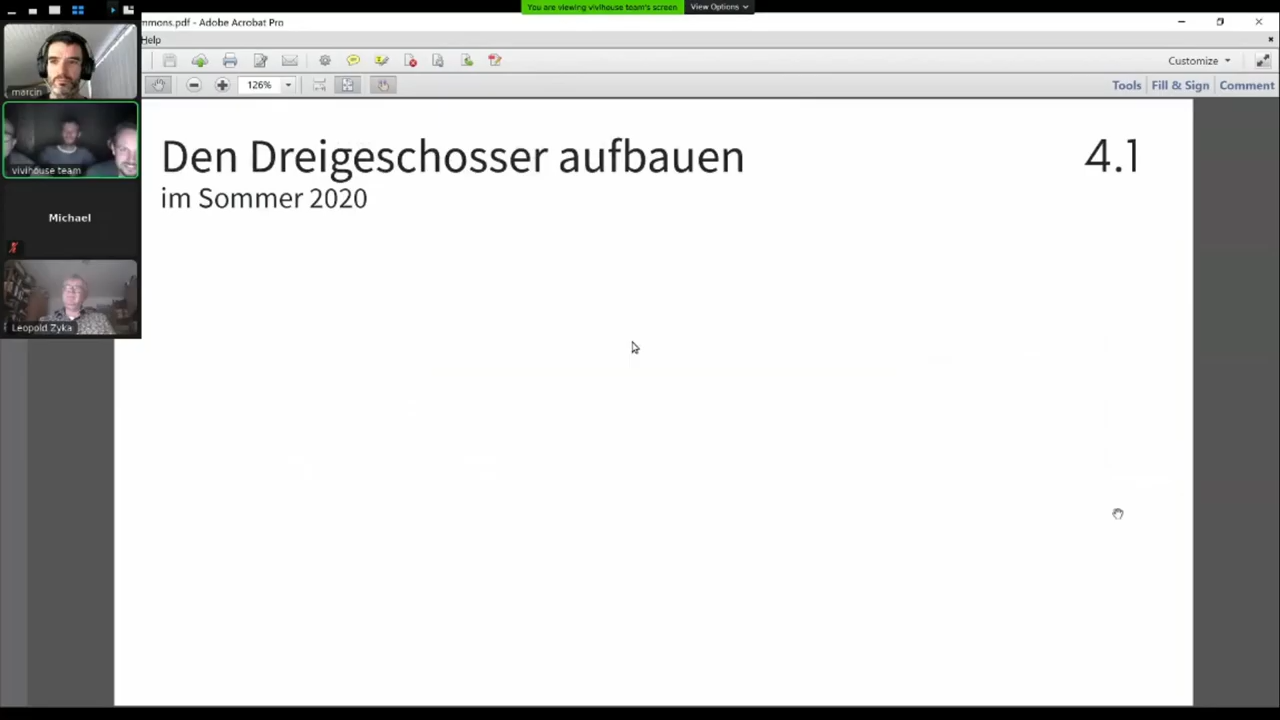 You are viewing vivihouse team's screen
View Options
mmons.pdf - Adobe Acrobat Pro
Help
Customize
126%
Tools
Fill & Sign
Comment
marcin
vivihouse team
Michael
Leopold Zyka
Den Dreigeschosser aufbauen
4.1
im Sommer 2020